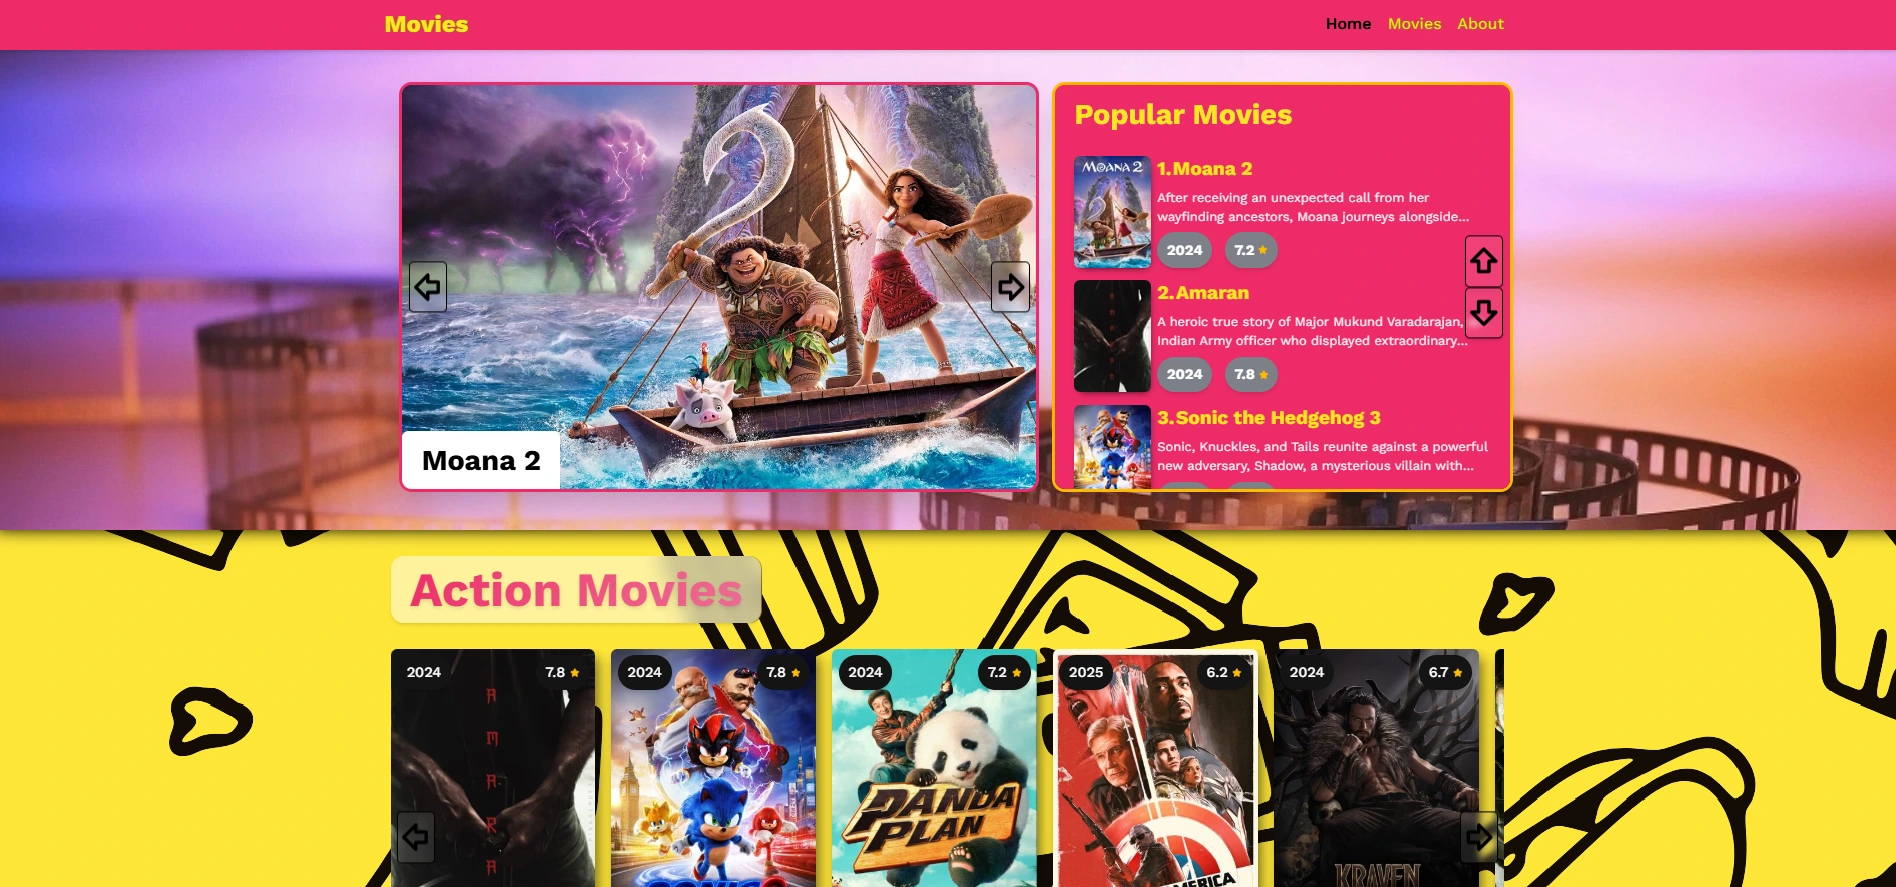 Movies
Home Movies About
Moana 2
Popular Movies
MOANA 2
1.Moana 2
After receiving an unexpected call from her
wayfinding ancestors, Moana journeys alongside...
2024 7.2
2.Amaran
A heroic true story of Major Mukund Varadarajan,
Indian Army officer who displayed extraordinary...
2024 7.8
3.Sonic the Hedgehog 3
Sonic, Knuckles, and Tails reunite against a powerful
new adversary, Shadow, a mysterious villain with...
Action Movies
2024 7.8
AMARA
2024 7.8
SONIC
2024 7.2
PANDA
PLAN
2025 6.2
AMERICA
2024 6.7
KRAVEN